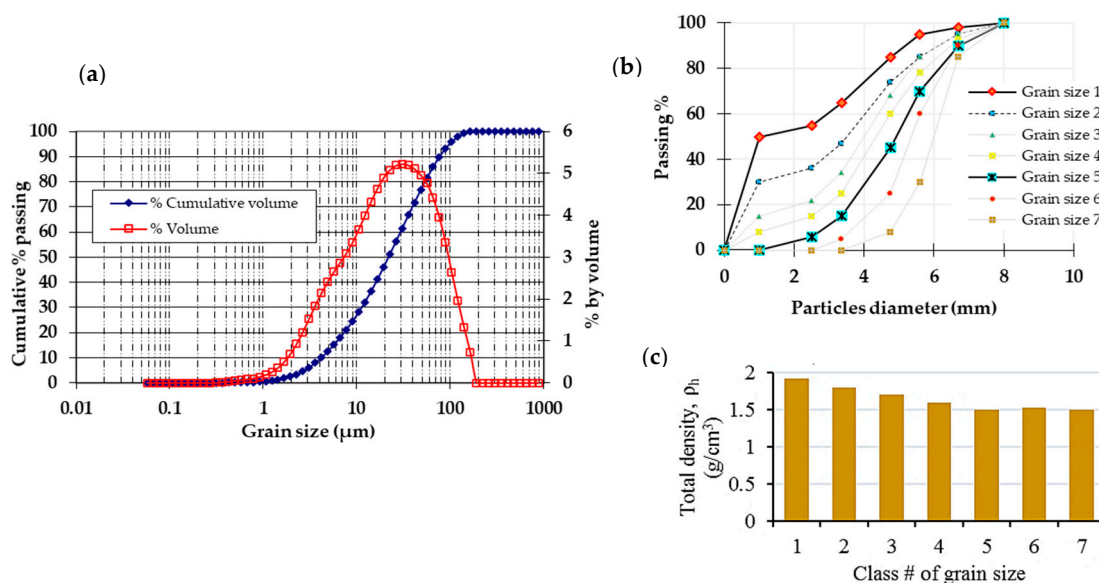 (a)
100
90
80
70
60
50
40
30
20
10
0
Cumulative % passing
6
5
4
3
2
1
0
% by volume
% Cumulative volume
% Volume
0.01 0.1 1 10 100 1000
Grain size (μm)
(b)
100
80
60
40
20
0
Passing %
Grain size 1
Grain size 2
Grain size 3
Grain size 4
Grain size 5
Grain size 6
Grain size 7
0 2 4 6 8 10
Particles diameter (mm)
(c)
2
1.5
1
0.5
0
Total density, ρh
(g/cm³)
1 2 3 4 5 6 7
Class # of grain size